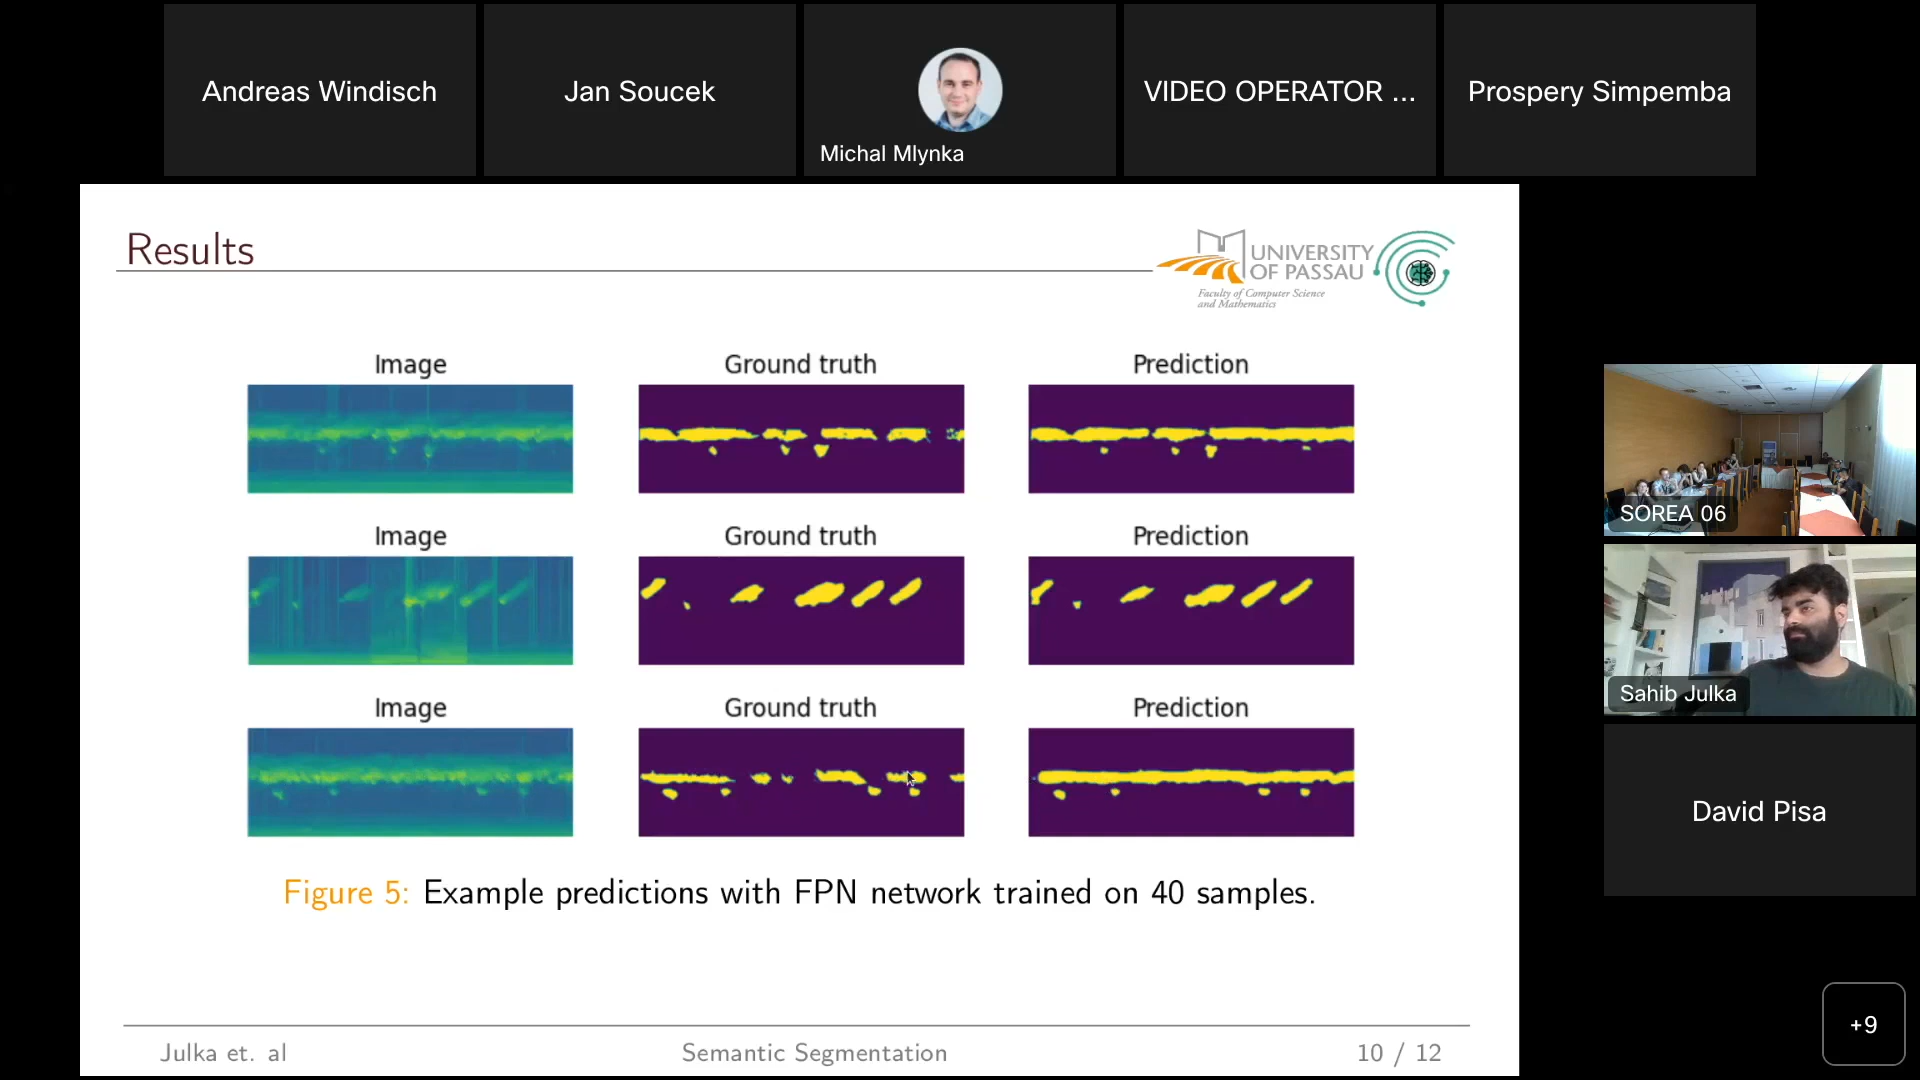 Andreas Windisch
Jan Soucek
Michal Mlynka
VIDEO OPERATOR ...
Prospery Simpemba
Results
UNIVERSITY
OF PASSAU
Faculty of Computer Science
and Mathematics
Image
Ground truth
Prediction
Image
Ground truth
Prediction
Image
Ground truth
Prediction
Figure 5: Example predictions with FPN network trained on 40 samples.
Julka et. al
Semantic Segmentation
10 / 12
SOREA 06
Sahib Julka
David Pisa
+9